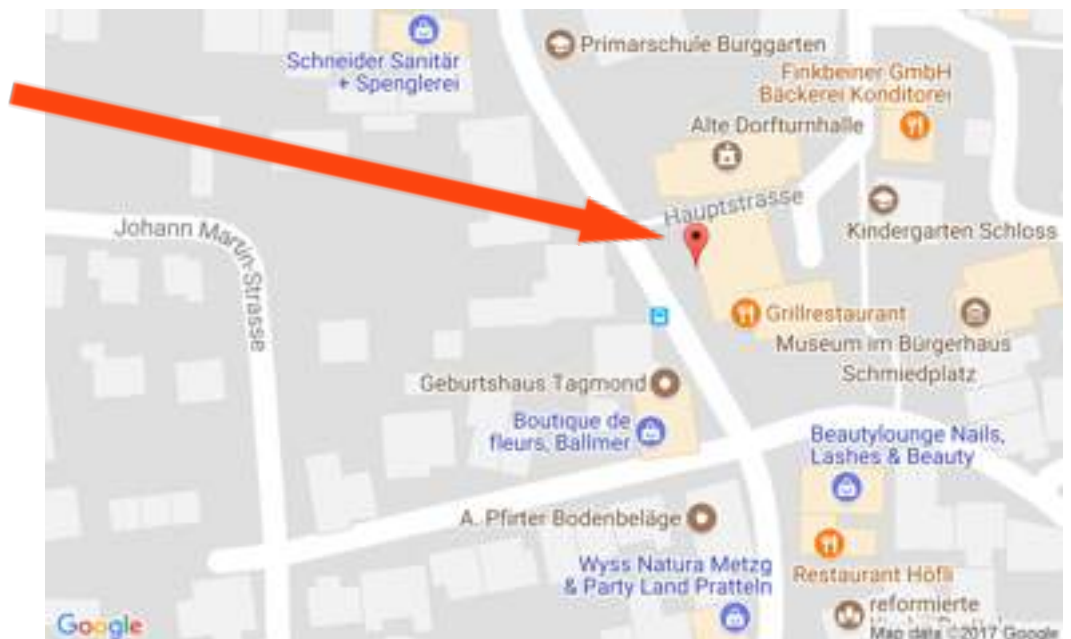 Schneider Sanitär
+ Spenglerei
Primarschule Burggarten
Finkbeiner GmbH
Bäckerei Konditorei
Alte Dorfturnhalle
Hauptstrasse
Kindergarten Schloss
Johann Martin-Strasse
Grillrestaurant
Museum im Bürgerhaus
Schmiedplatz
Geburtshaus Tagmond
Boutique de
fleurs, Ballmer
Beautylounge Nails,
Lashes & Beauty
A. Pfirter Bodenbeläge
Wyss Natura Metzg
& Party Land Pratteln
Restaurant Höfli
reformierte
Google
Map data ©2017 Google